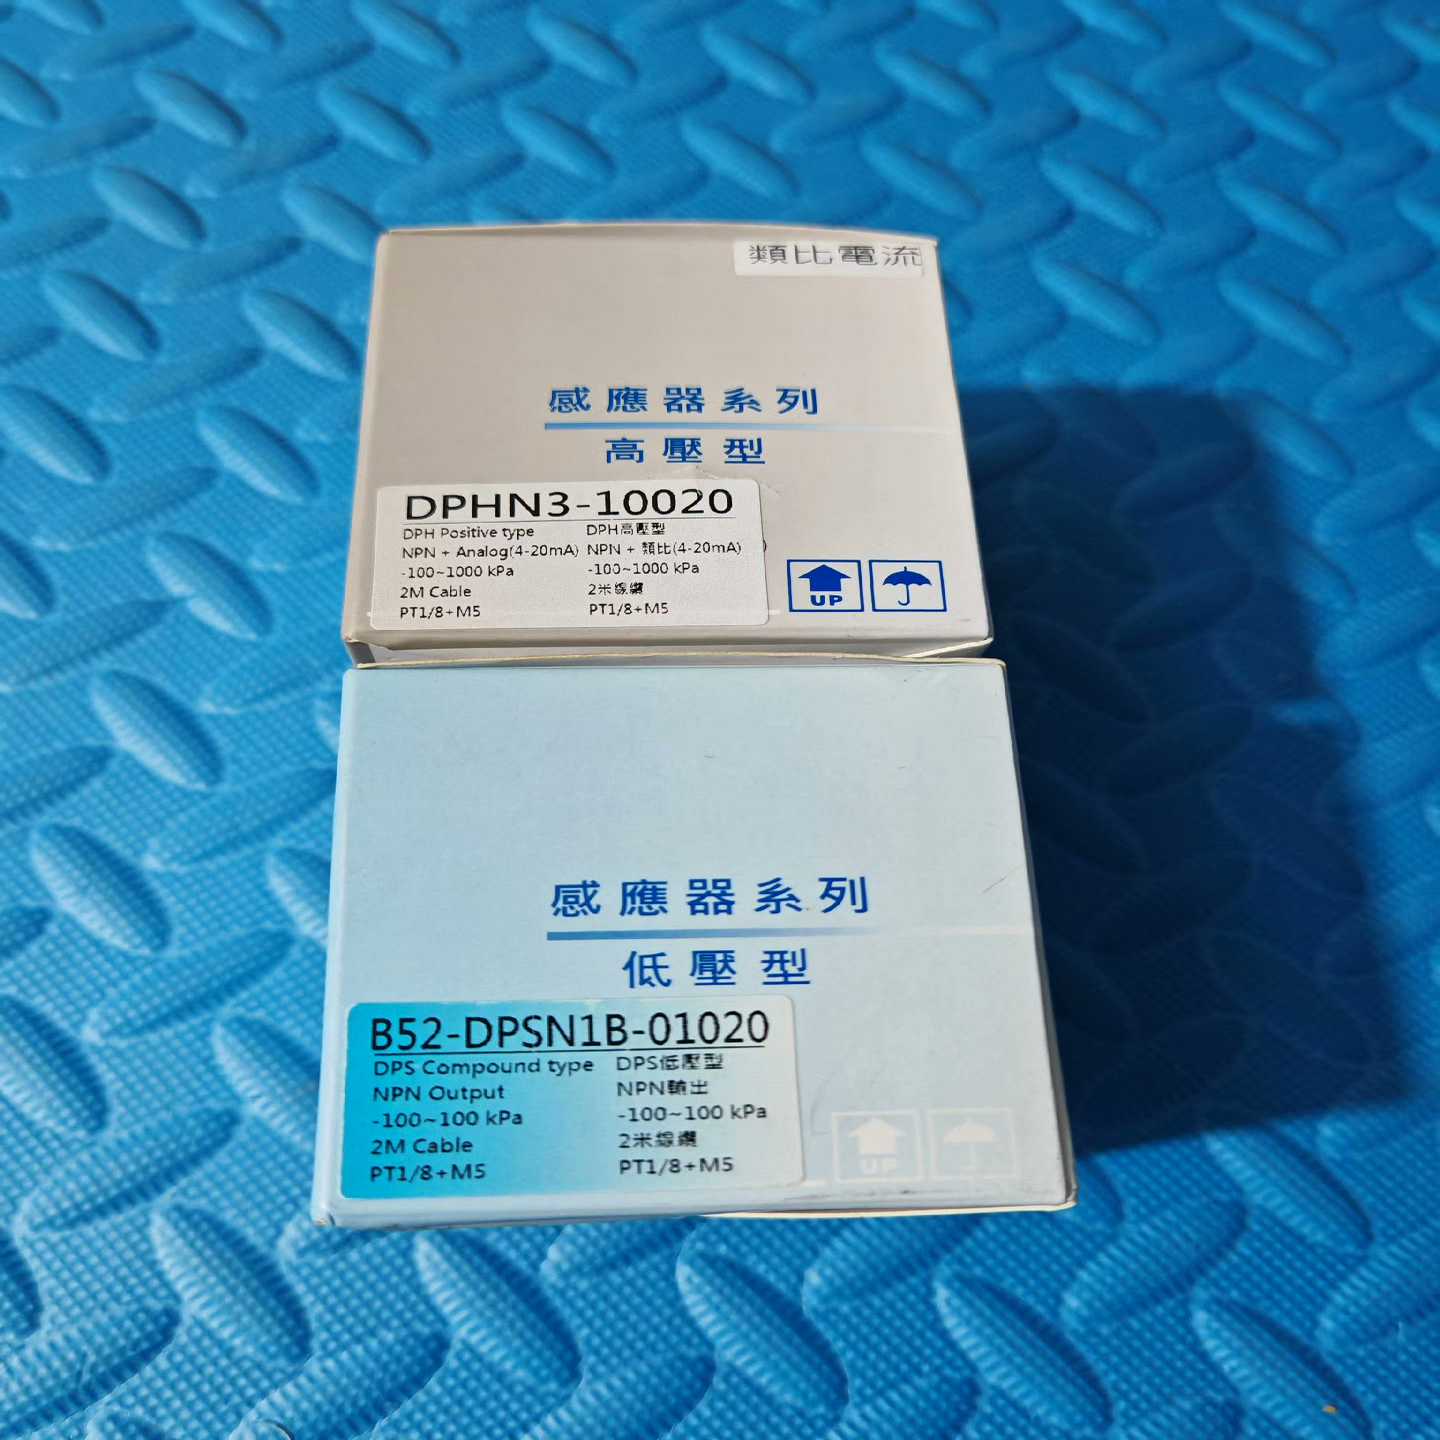 類比電流
感應器系列
高壓型
DPHN3-10020
DPH Positive type DPH高壓型
NPN + Analog(4-20mA) NPN + 類比(4-20mA)
-100~1000 kPa -100~1000 kPa
2M Cable 2米線纜
PT1/8+M5 PT1/8+M5
UP
感應器系列
低壓型
B52-DPSN1B-01020
DPS Compound type DPS低壓型
NPN Output NPN輸出
-100~100 kPa -100~100 kPa
2M Cable 2米線纜
PT1/8+M5 PT1/8+M5
UP